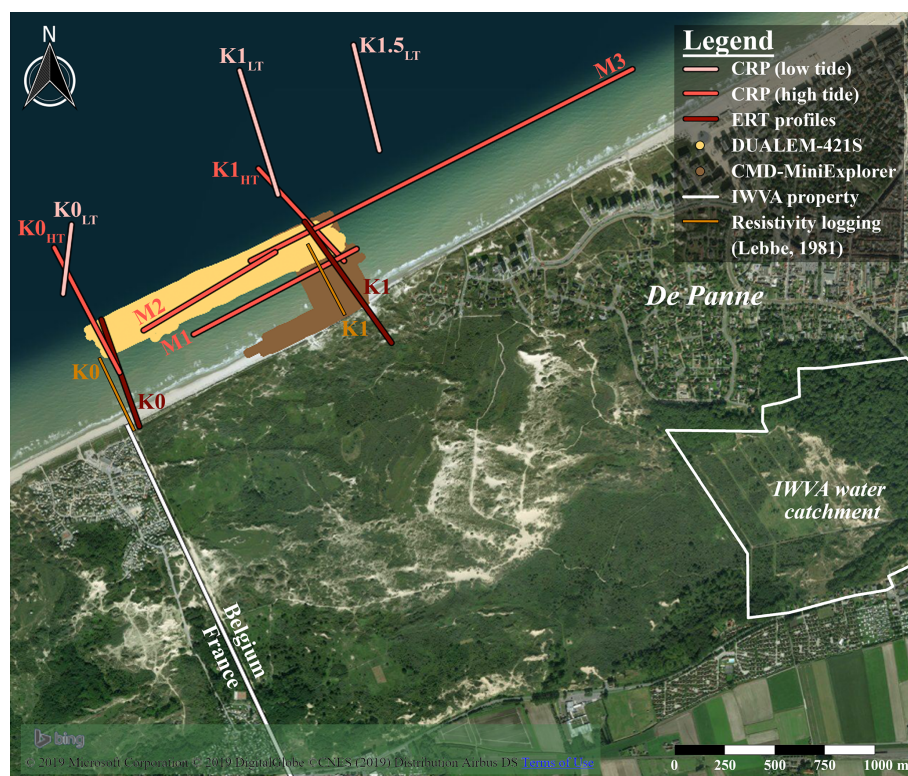 N
K1LT
K1.5LT
M3
K1HT
K0LT
K0HT
M2
M1
K1
K1
K0
K0
Legend
CRP (low tide)
CRP (high tide)
ERT profiles
DUALEM-421S
CMD-MiniExplorer
IWVA property
Resistivity logging
(Lebbe, 1981)
De Panne
IWVA water
catchment
Belgium
France
bing
© 2019 Microsoft Corporation © 2019 DigitalGlobe © CNES (2019) Distribution Airbus DS Terms of Use
0 250 500 750 1000 m